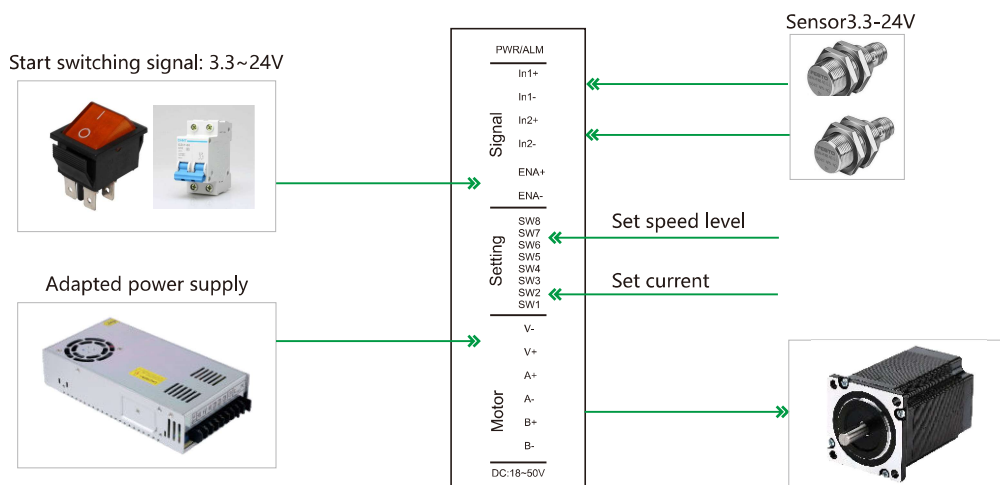 Sensor3.3-24V
Start switching signal: 3.3~24V
PWR/ALM
Signal
In1+
In1-
In2+
In2-
ENA+
ENA-
Setting
SW8
SW7
SW6
SW5
SW4
SW3
SW2
SW1
Set speed level
Set current
Adapted power supply
Motor
V-
V+
A+
A-
B+
B-
DC:18~50V